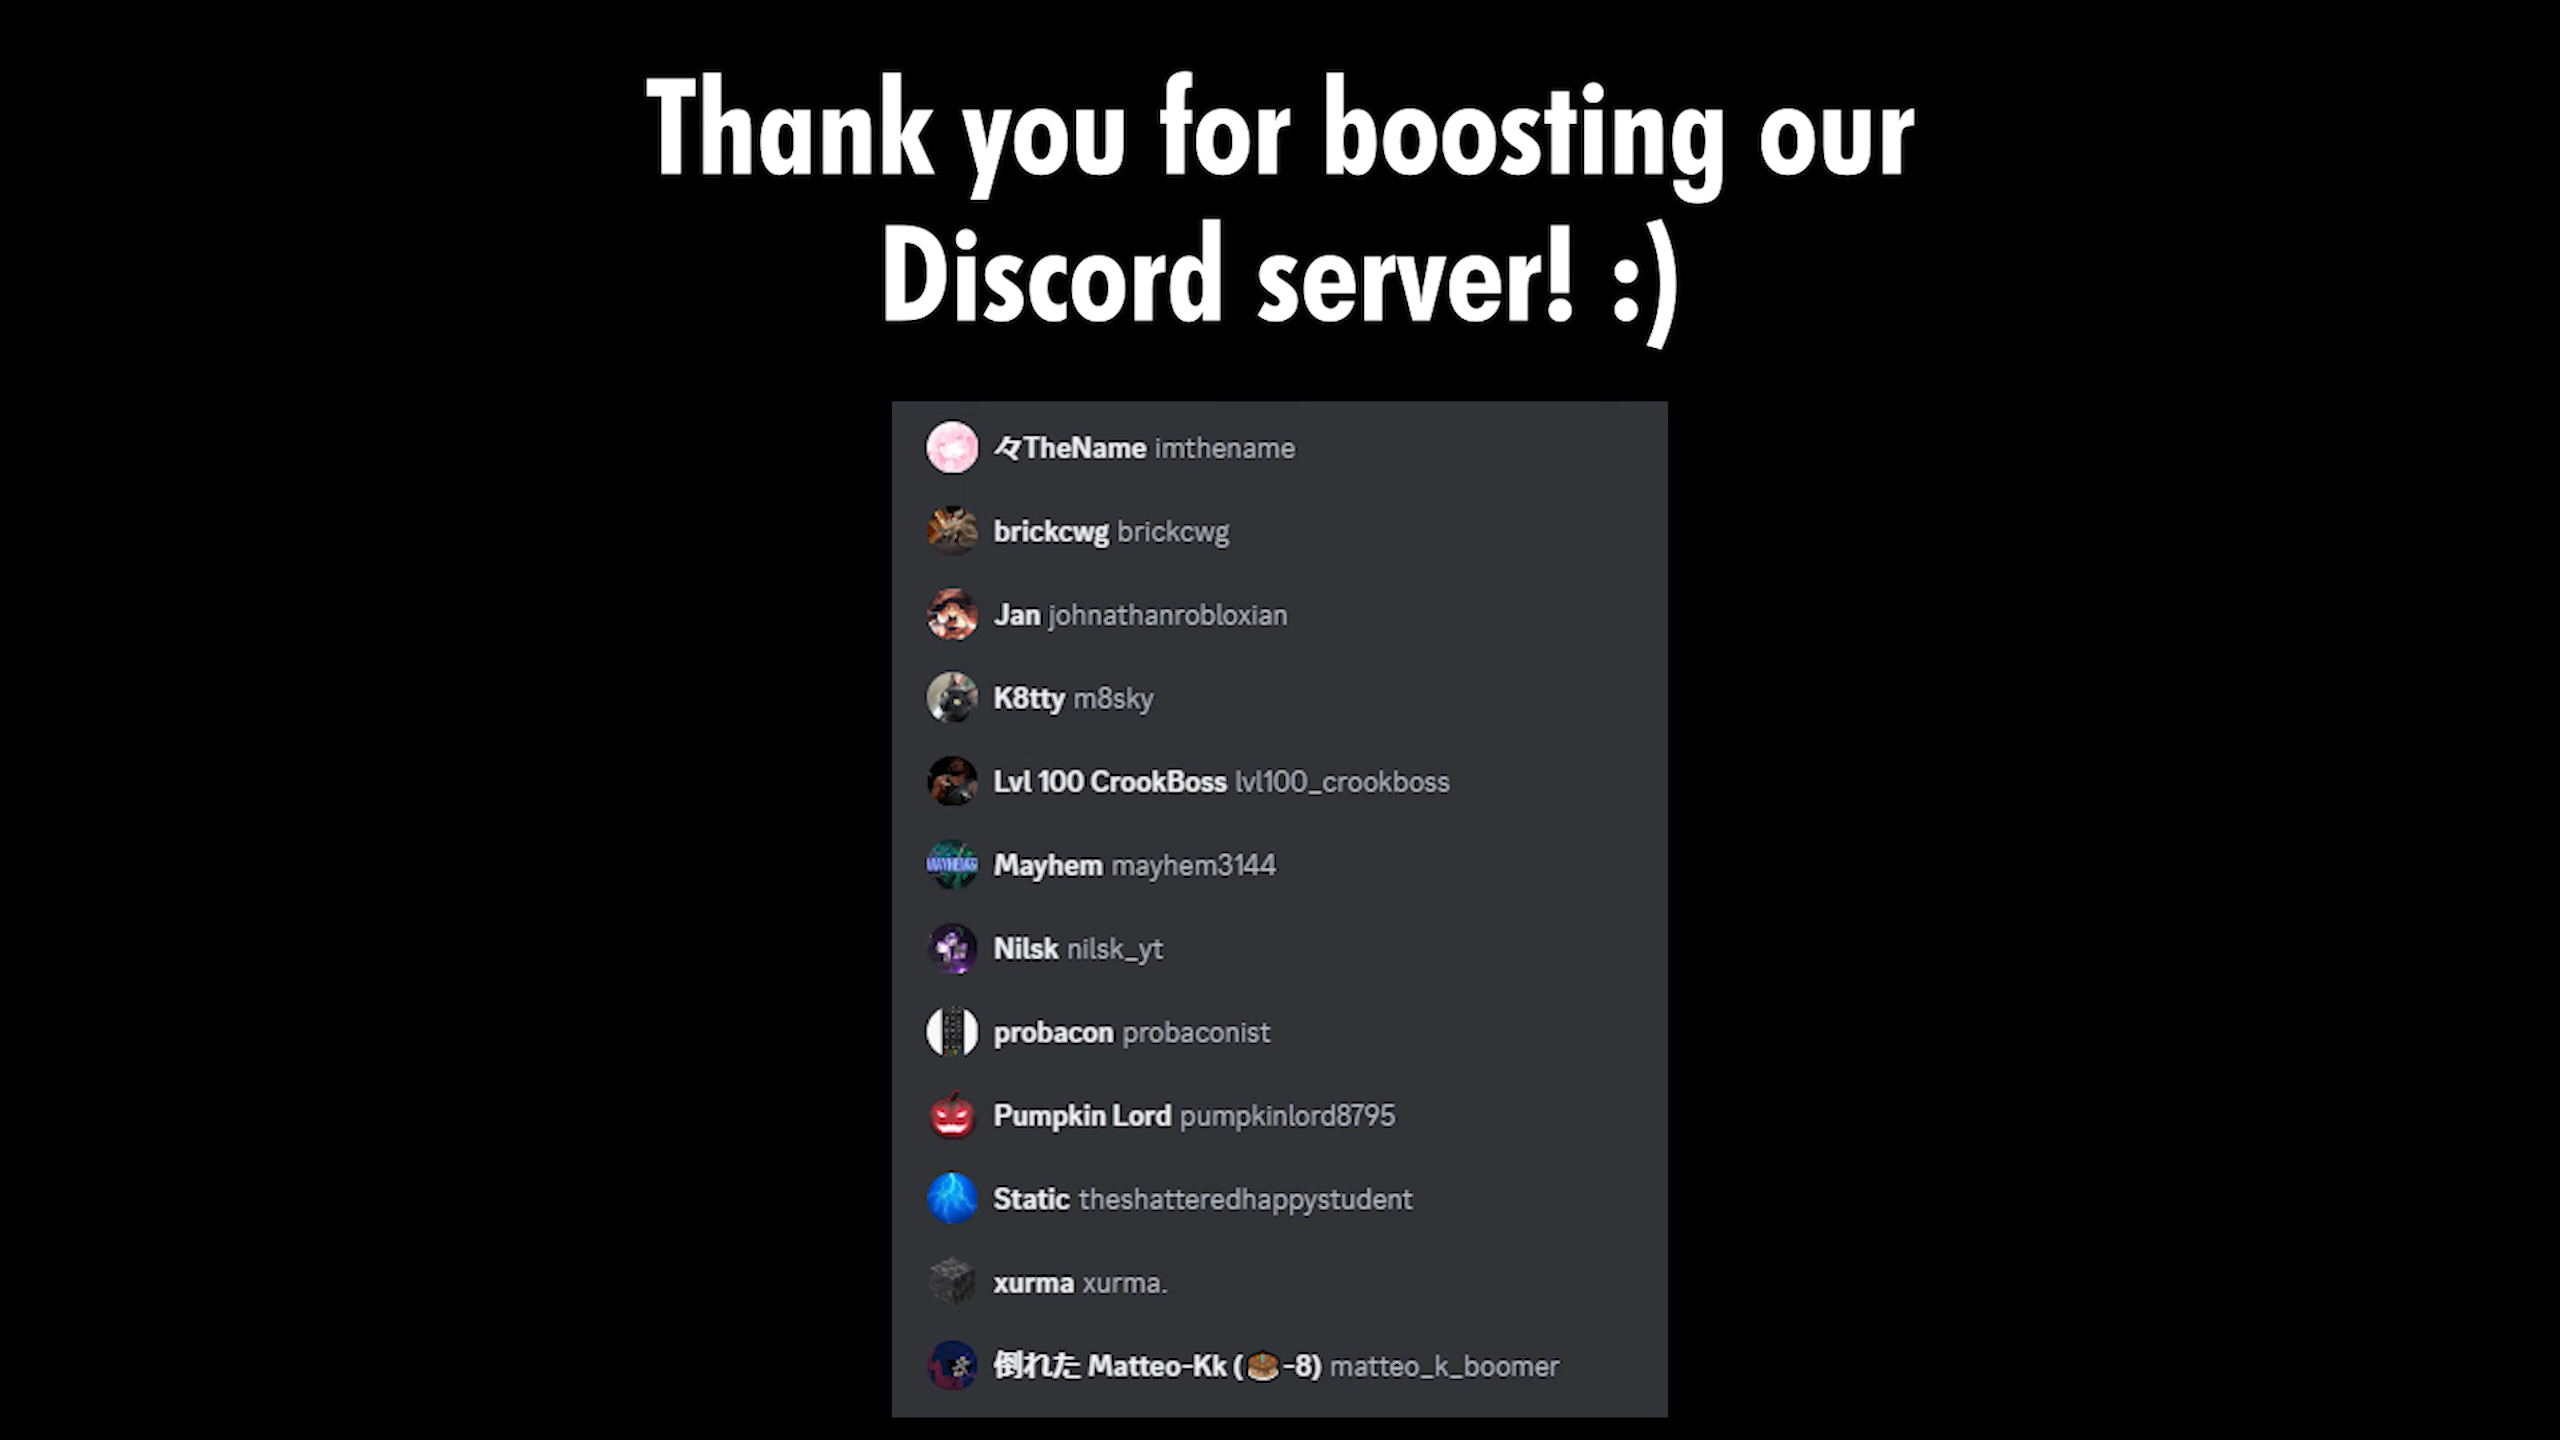 Thank you for boosting our
Discord server! :)
々TheName imthename
brickcwg brickcwg
Jan johnathanrobloxian
K8tty m8sky
Lvl 100 CrookBoss lvl100_crookboss
Mayhem mayhem3144
Nilsk nilsk_yt
probacon probaconist
Pumpkin Lord pumpkinlord8795
Static theshatteredhappystudent
xurma xurma.
倒れた Matteo-Kk (🎂-8) matteo_k_boomer